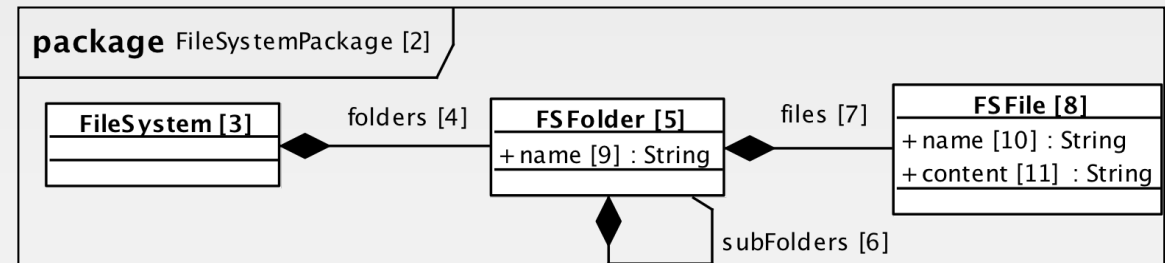 package FileSystemPackage [2]
FileSystem [3]
folders [4]
FSFolder [5]
+name [9] : String
files [7]
FSFile [8]
+name [10] : String
+content [11] : String
subFolders [6]